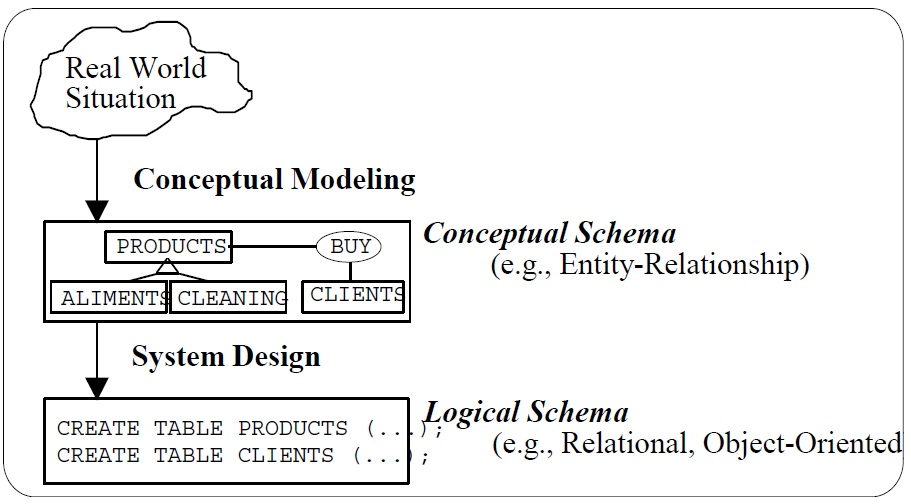 Real World
Situation
Conceptual Modeling
PRODUCTS
BUY
Conceptual Schema
(e.g., Entity-Relationship)
ALIMENTS
CLEANING
CLIENTS
System Design
Logical Schema
CREATE TABLE PRODUCTS (...);
(e.g., Relational, Object-Oriented
CREATE TABLE CLIENTS (...);